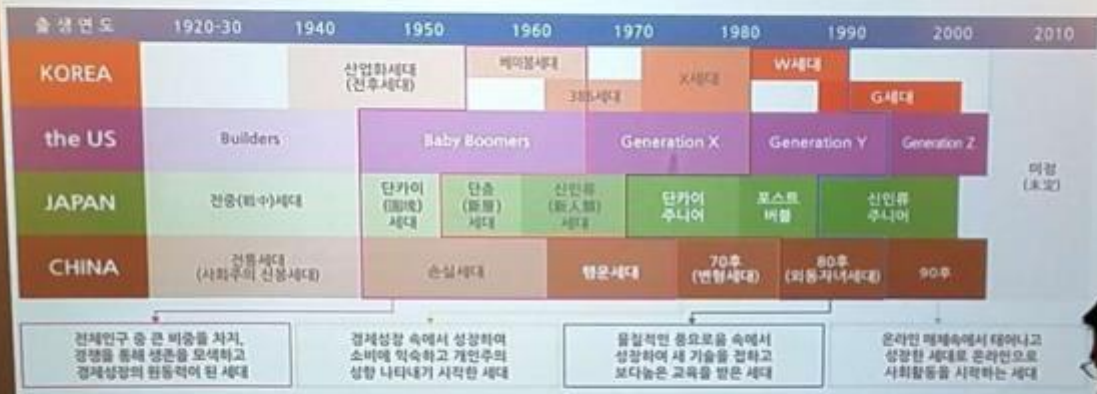 출생연도 1920-30 1940 1950 1960 1970 1980 1990 2000 2010
KOREA
산업화세대
(전후세대)
베이붐세대
386세대
X세대
W세대
G세대
the US
Builders
Baby Boomers
Generation X
Generation Y
Generation Z
미정
(未定)
JAPAN
전중(戰中)세대
단카이
(團塊)
세대
단층
(斷層)
세대
신인류
(新人類)
세대
단카이
주니어
포스트
버블
신인류
주니어
CHINA
전통세대
(사회주의 신봉세대)
손실세대
행운세대
70후
(변형세대)
80후
(외동자녀세대)
90후
전체인구 중 큰 비중을 차지,
경쟁을 통해 생존을 모색하고
경제성장의 원동력이 된 세대
경제성장 속에서 성장하여
소비에 익숙하고 개인주의
성향 나타내기 시작한 세대
물질적인 풍요로움 속에서
성장하여 새 기술을 접하고
보다높은 교육을 받은 세대
온라인 매체속에서 태어나고
성장한 세대로 온라인으로
사회활동을 시작하는 세대